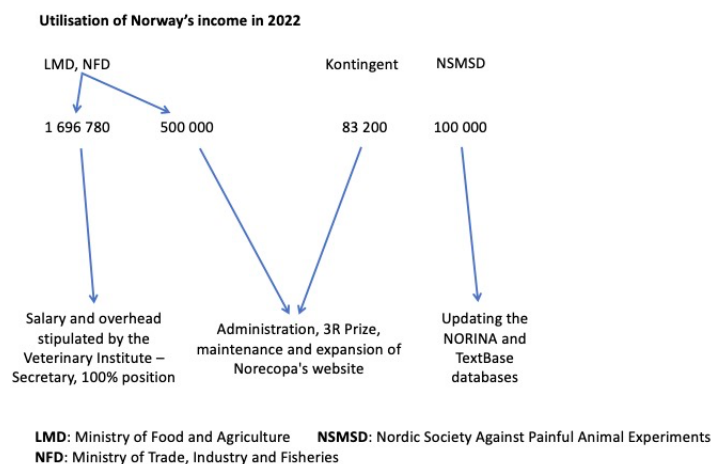 Utilisation of Norway’s income in 2022
LMD, NFD
Kontingent
NSMSD
1 696 780
500 000
83 200
100 000
Salary and overhead
stipulated by the
Veterinary Institute –
Secretary, 100% position
Administration, 3R Prize,
maintenance and expansion of
Norecopa's website
Updating the
NORINA and
TextBase
databases
LMD: Ministry of Food and Agriculture
NSMSD: Nordic Society Against Painful Animal Experiments
NFD: Ministry of Trade, Industry and Fisheries